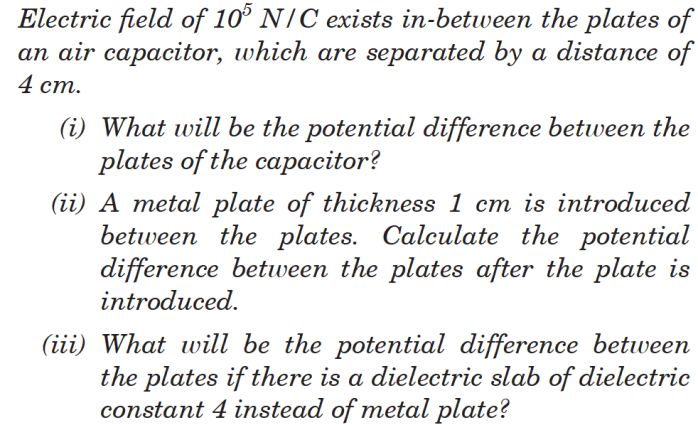 Electric field of 10⁵ N/C exists in-between the plates of
an air capacitor, which are separated by a distance of
4 cm.
(i) What will be the potential difference between the
plates of the capacitor?
(ii) A metal plate of thickness 1 cm is introduced
between the plates. Calculate the potential
difference between the plates after the plate is
introduced.
(iii) What will be the potential difference between
the plates if there is a dielectric slab of dielectric
constant 4 instead of metal plate?